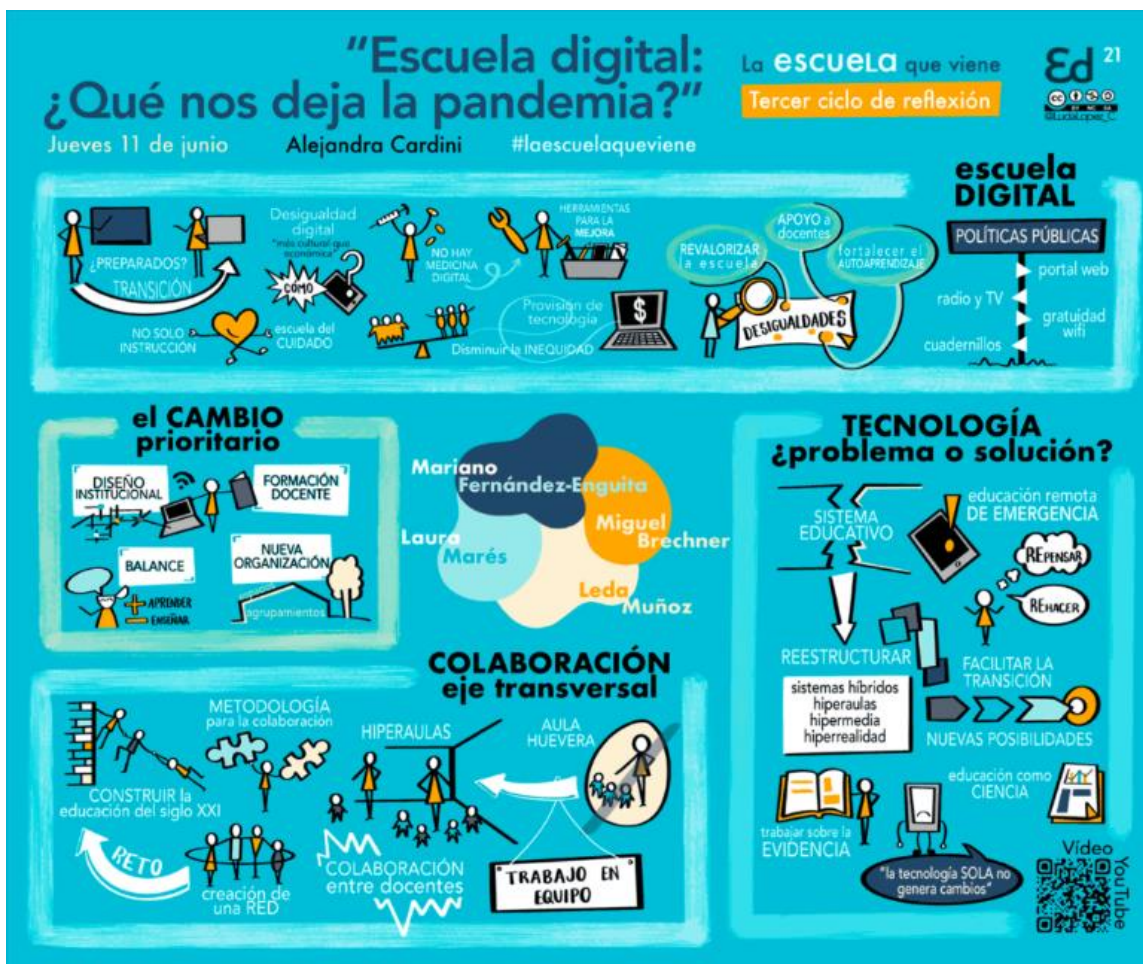 "Escuela digital:
¿Qué nos deja la pandemia?"
La escuela que viene
Tercer ciclo de reflexión
Ed 21
cc
BY NC SA
@LuciaLopez_C
Jueves 11 de junio
Alejandra Cardini
#laescuelaqueviene
escuela
DIGITAL
¿PREPARADOS?
TRANSICIÓN
Desigualdad
digital
"más cultural que
económica"
CÓMO
NO HAY
MEDICINA
DIGITAL
HERRAMIENTAS
PARA LA
MEJORA
NO SOLO
INSTRUCCIÓN
escuela del
CUIDADO
Provisión de
tecnología
$
Disminuir la INEQUIDAD
REVALORIZAR
la escuela
APOYO a
docentes
fortalecer el
AUTOAPRENDIZAJE
DESIGUALDADES
POLÍTICAS PÚBLICAS
portal web
radio y TV
gratuidad
wifi
cuadernillos
el CAMBIO
prioritario
DISEÑO
INSTITUCIONAL
FORMACIÓN
DOCENTE
BALANCE
+ APRENDER
- ENSEÑAR
NUEVA
ORGANIZACIÓN
espacios
agrupamientos
Mariano
Fernández-Enguita
Miguel
Brechner
Laura
Marés
Leda
Muñoz
TECNOLOGÍA
¿problema o solución?
SISTEMA
EDUCATIVO
educación remota
DE EMERGENCIA
REPENSAR
REHACER
REESTRUCTURAR
sistemas híbridos
hiperaulas
hipermedia
hiperrealidad
FACILITAR LA
TRANSICIÓN
NUEVAS POSIBILIDADES
educación como
CIENCIA
trabajar sobre la
EVIDENCIA
"la tecnología SOLA no
genera cambios"
Vídeo
YouTube
COLABORACIÓN
eje transversal
METODOLOGÍA
para la colaboración
HIPERAULAS
AULA
HUEVERA
CONSTRUIR la
educación del siglo XXI
RETO
creación de
una RED
COLABORACIÓN
entre docentes
TRABAJO EN
EQUIPO